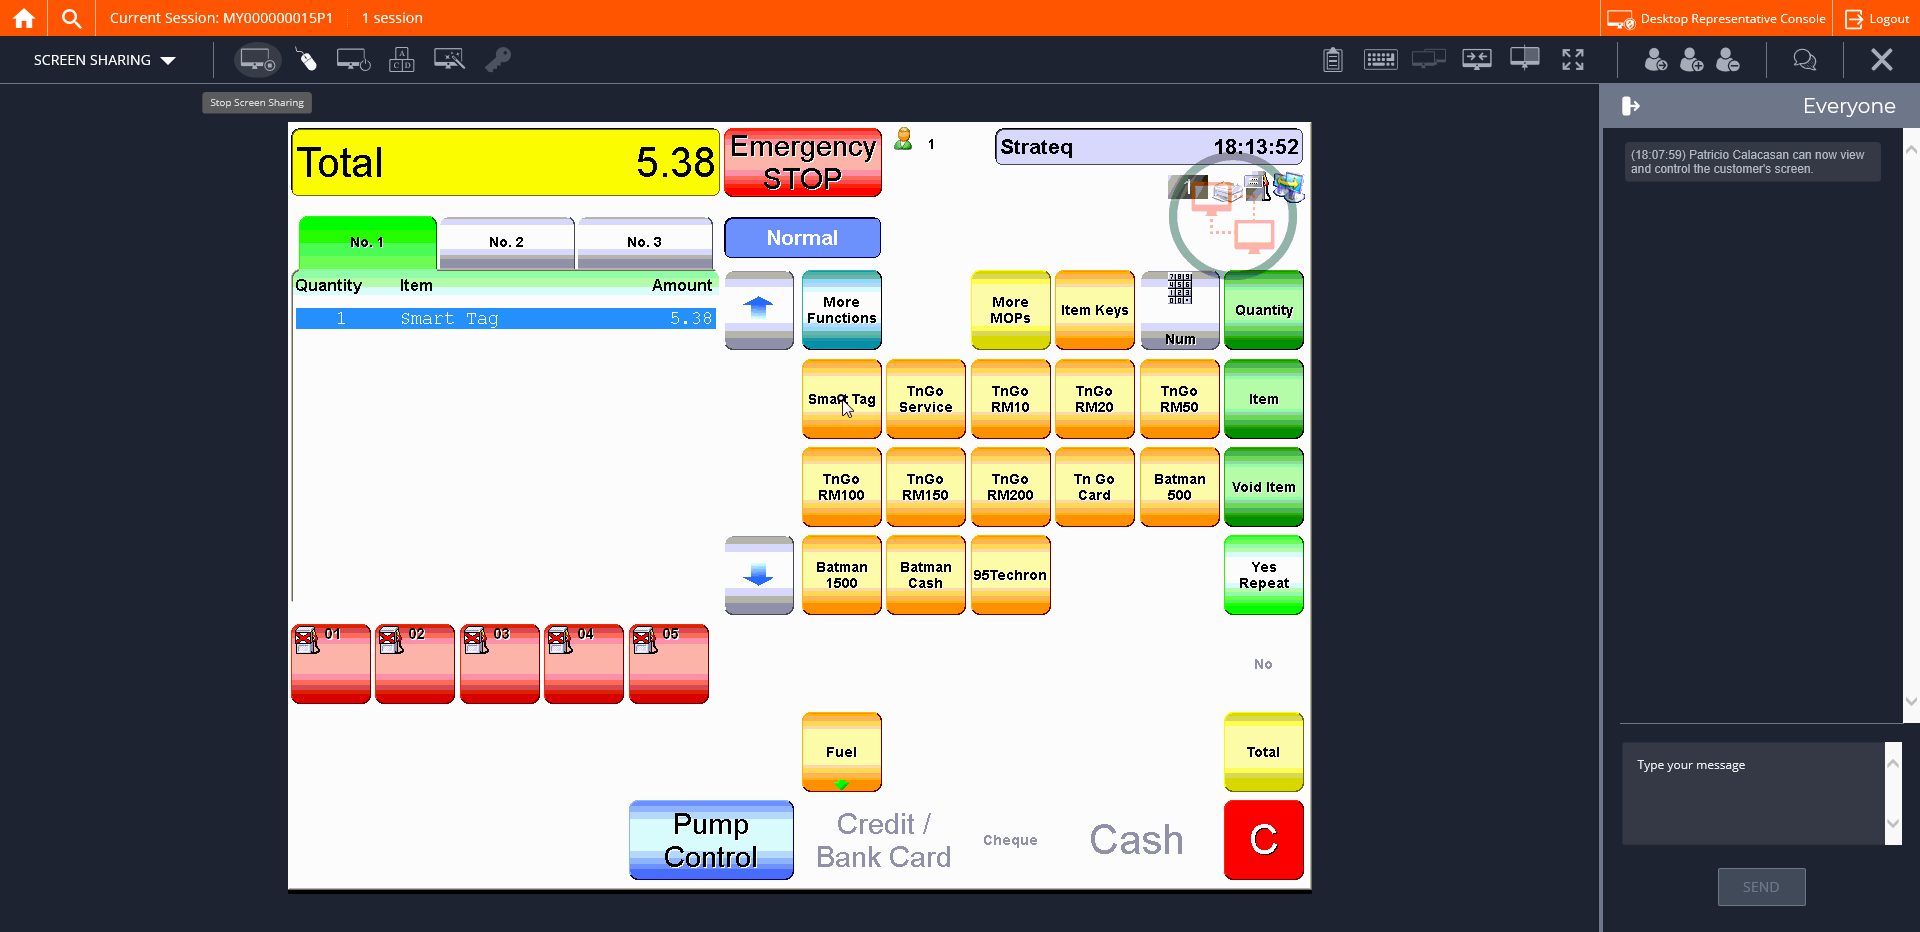 Current Session: MY000000015P1
1 session
Desktop Representative Console
Logout
SCREEN SHARING
Stop Screen Sharing
Total 5.38
Emergency
STOP
1
Strateq 18:13:52
1
No. 1
No. 2
No. 3
Normal
Quantity Item Amount
1 Smart Tag 5.38
More
Functions
More
MOPs
Item Keys
Num
Quantity
Smart Tag
TnGo
Service
TnGo
RM10
TnGo
RM20
TnGo
RM50
Item
TnGo
RM100
TnGo
RM150
TnGo
RM200
Tn Go
Card
Batman
500
Void Item
Batman
1500
Batman
Cash
95Techron
Yes
Repeat
01
02
03
04
05
No
Fuel
Total
Pump
Control
Credit /
Bank Card
Cheque
Cash
C
Everyone
(18:07:59) Patricio Calacasan can now view
and control the customer's screen.
Type your message
SEND